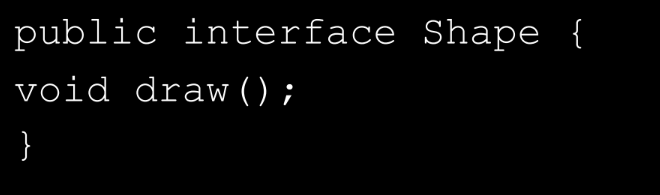 public interface Shape {
void draw();
}